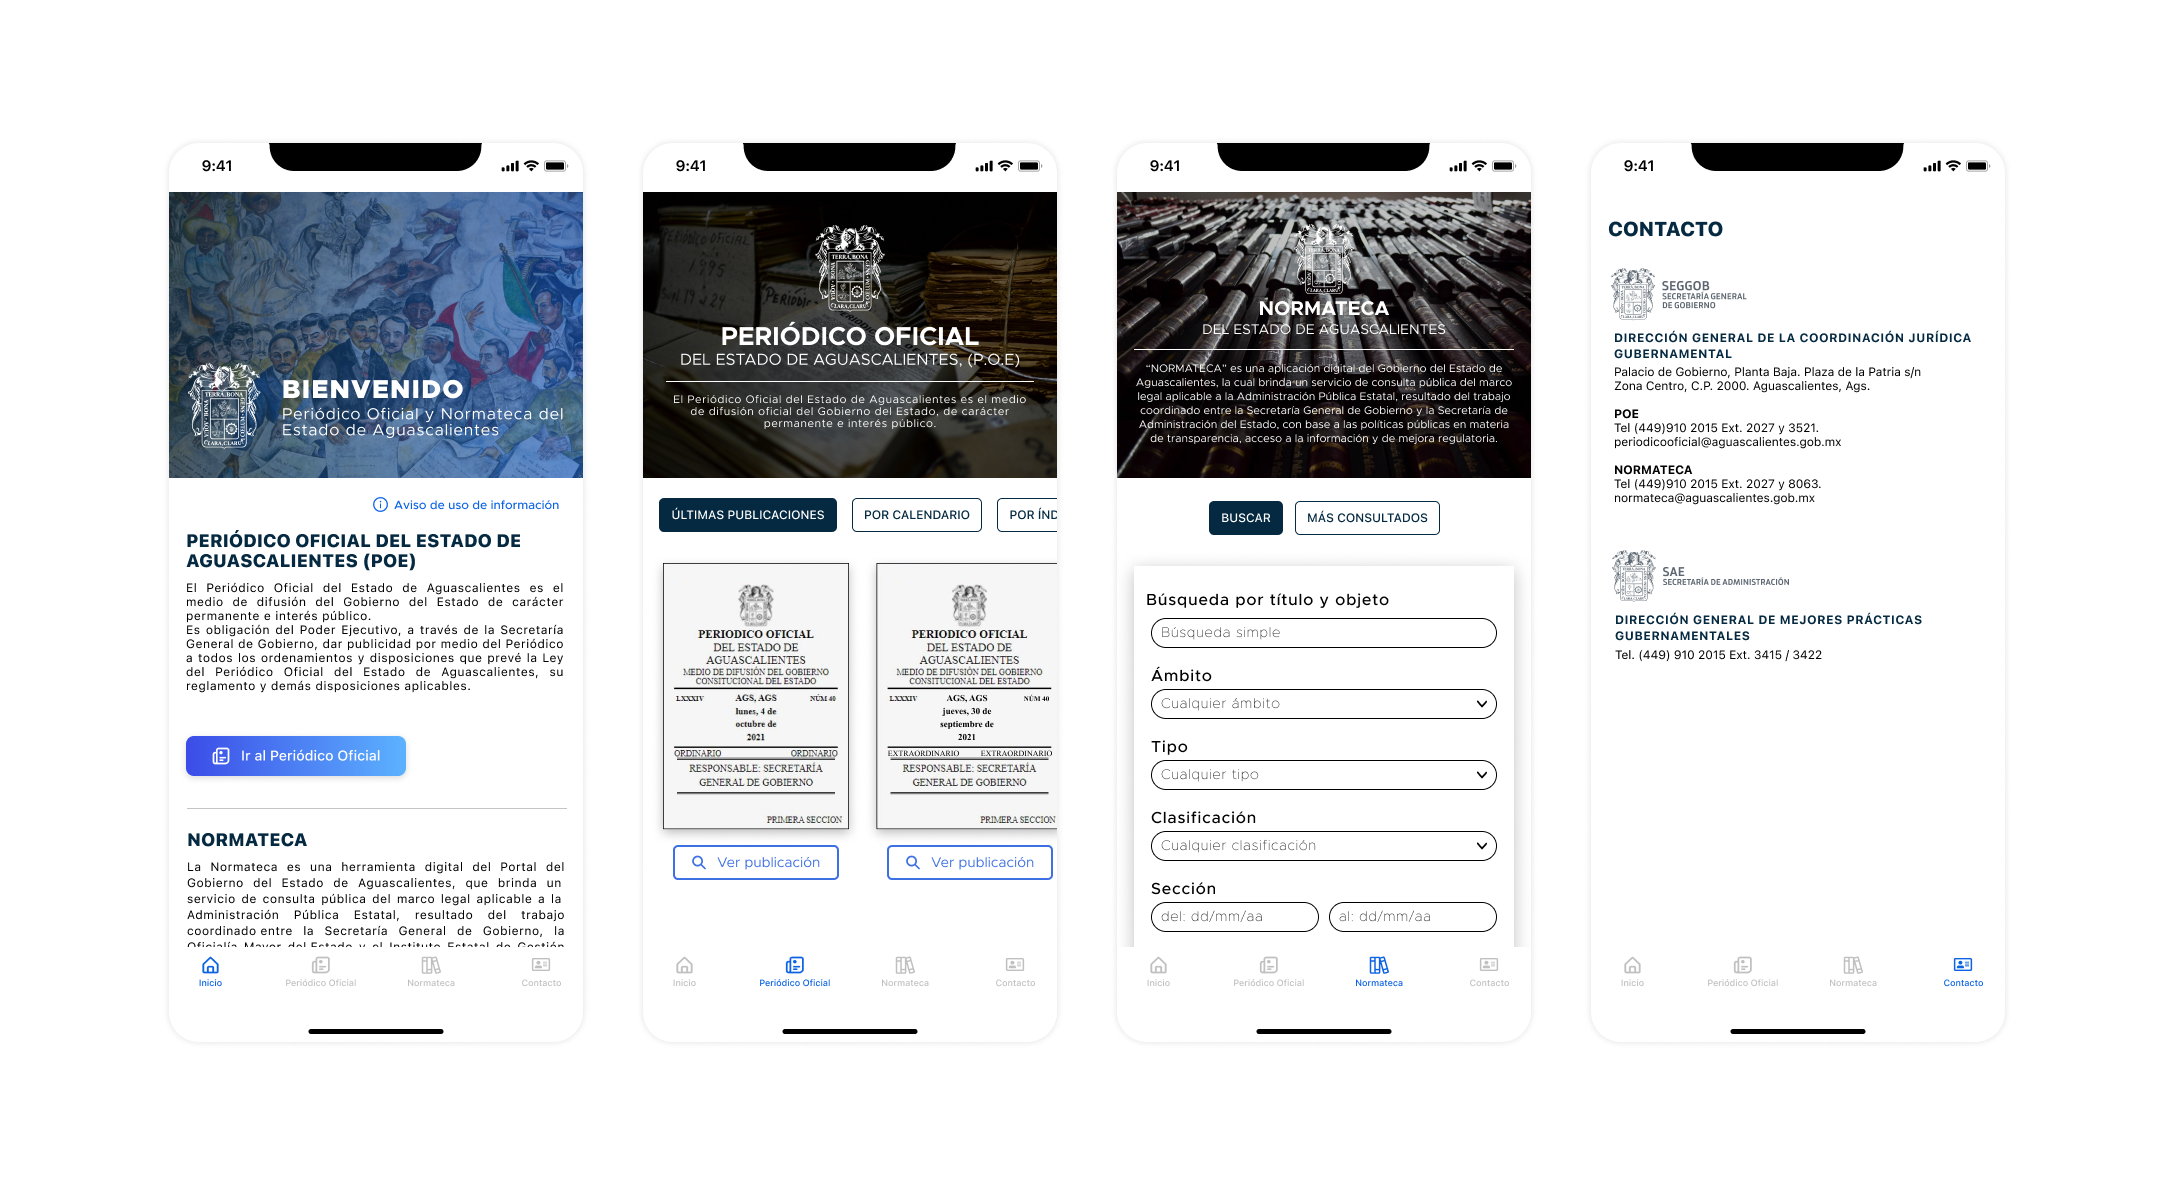 9:41
BIENVENIDO
Periódico Oficial y Normateca del
Estado de Aguascalientes
Aviso de uso de información
PERIÓDICO OFICIAL DEL ESTADO DE
AGUASCALIENTES (POE)
El Periódico Oficial del Estado de Aguascalientes es el
medio de difusión del Gobierno del Estado de carácter
permanente e interés público.
Es obligación del Poder Ejecutivo, a través de la Secretaría
General de Gobierno, dar publicidad por medio del Periódico
a todos los ordenamientos y disposiciones que prevé la Ley
del Periódico Oficial del Estado de Aguascalientes, su
reglamento y demás disposiciones aplicables.
Ir al Periódico Oficial
NORMATECA
La Normateca es una herramienta digital del Portal del
Gobierno del Estado de Aguascalientes, que brinda un
servicio de consulta pública del marco legal aplicable a la
Administración Pública Estatal, resultado del trabajo
coordinado entre la Secretaría General de Gobierno, la
Oficialía Mayor del Estado y el Instituto Estatal de Gestión
Inicio
Periódico Oficial
Normateca
Contacto
9:41
TERRA, BONA
CLARA, CLARU
PERIÓDICO OFICIAL
DEL ESTADO DE AGUASCALIENTES, (P.O.E)
El Periódico Oficial del Estado de Aguascalientes es el medio
de difusión oficial del Gobierno del Estado, de carácter
permanente e interés público.
ÚLTIMAS PUBLICACIONES
POR CALENDARIO
POR ÍND
PERIODICO OFICIAL
DEL ESTADO DE
AGUASCALIENTES
MEDIO DE DIFUSIÓN DEL GOBIERNO
CONSITUCIONAL DEL ESTADO
LXXXIV AGS, AGS NÚM 40
lunes, 4 de
octubre de
2021
ORDINARIO ORDINARIO
RESPONSABLE: SECRETARÍA
GENERAL DE GOBIERNO
PRIMERA SECCION
Ver publicación
PERIODICO OFICIAL
DEL ESTADO DE
AGUASCALIENTES
MEDIO DE DIFUSIÓN DEL GOBIERNO
CONSTITUCIONAL DEL ESTADO
LXXXIV AGS, AGS NÚM 40
jueves, 30 de
septiembre de
2021
EXTRAORDINARIO EXTRAORDINARIO
RESPONSABLE: SECRETARÍA
GENERAL DE GOBIERNO
PRIMERA SECCION
Ver publicación
Inicio
Periódico Oficial
Normateca
Contacto
9:41
NORMATECA
DEL ESTADO DE AGUASCALIENTES
“NORMATECA” es una aplicación digital del Gobierno del Estado de
Aguascalientes, la cual brinda un servicio de consulta pública del marco
legal aplicable a la Administración Pública Estatal, resultado del trabajo
coordinado entre la Secretaría General de Gobierno y la Secretaría de
Administración del Estado, con base a las políticas públicas en materia
de transparencia, acceso a la información y de mejora regulatoria.
BUSCAR
MÁS CONSULTADOS
Búsqueda por título y objeto
Búsqueda simple
Ámbito
Cualquier ámbito
Tipo
Cualquier tipo
Clasificación
Cualquier clasificación
Sección
del: dd/mm/aa
al: dd/mm/aa
Inicio
Periódico Oficial
Normateca
Contacto
9:41
CONTACTO
SEGGOB
SECRETARÍA GENERAL
DE GOBIERNO
DIRECCIÓN GENERAL DE LA COORDINACIÓN JURÍDICA
GUBERNAMENTAL
Palacio de Gobierno, Planta Baja. Plaza de la Patria s/n
Zona Centro, C.P. 2000. Aguascalientes, Ags.
POE
Tel (449)910 2015 Ext. 2027 y 3521.
periodicooficial@aguascalientes.gob.mx
NORMATECA
Tel (449)910 2015 Ext. 2027 y 8063.
normateca@aguascalientes.gob.mx
SAE
SECRETARÍA DE ADMINISTRACIÓN
DIRECCIÓN GENERAL DE MEJORES PRÁCTICAS
GUBERNAMENTALES
Tel. (449) 910 2015 Ext. 3415 / 3422
Inicio
Periódico Oficial
Normateca
Contacto